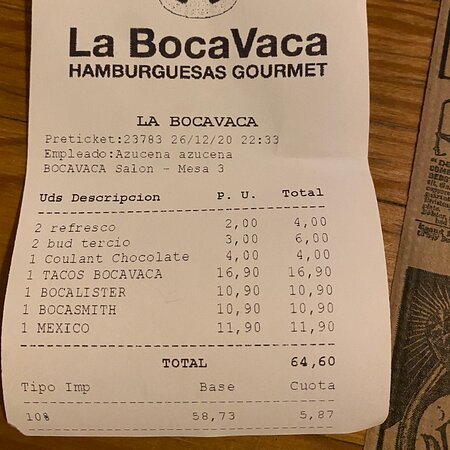 La BocaVaca
HAMBURGUESAS GOURMET
LA BOCAVACA
Preticket:23783 26/12/20 22:33
Empleado:Azucena azucena
BOCAVACA Salon - Mesa 3
Uds Descripcion P. U. Total
2 refresco 2,00 4,00
2 bud tercio 3,00 6,00
1 Coulant Chocolate 4,00 4,00
1 TACOS BOCAVACA 16,90 16,90
1 BOCALISTER 10,90 10,90
1 BOCASMITH 10,90 10,90
1 MEXICO 11,90 11,90
TOTAL 64,60
Tipo Imp Base Cuota
10% 58,73 5,87